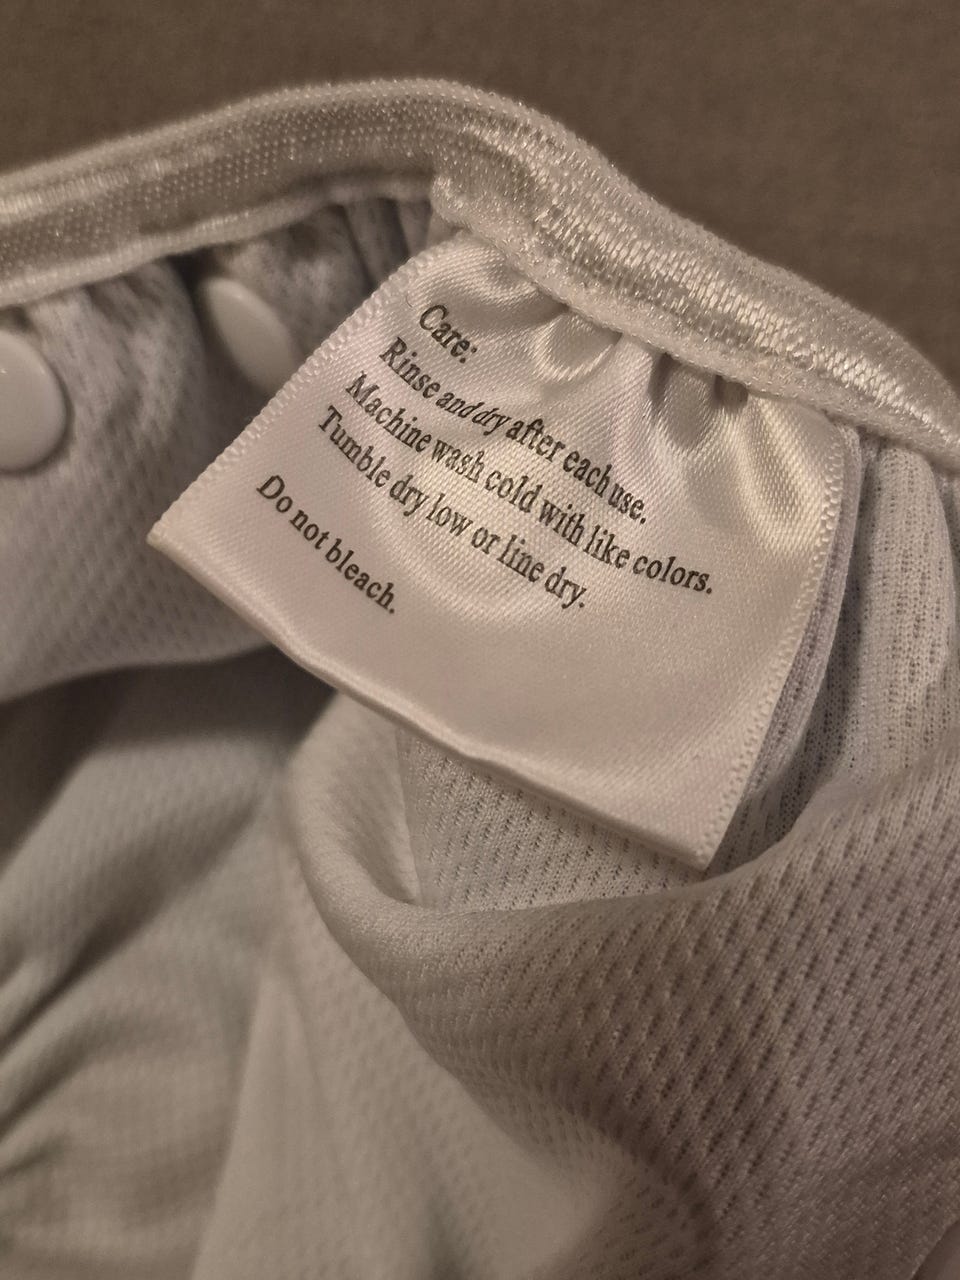 Care:
Rinse and dry after each use.
Machine wash cold with like colors.
Tumble dry low or line dry.
Do not bleach.